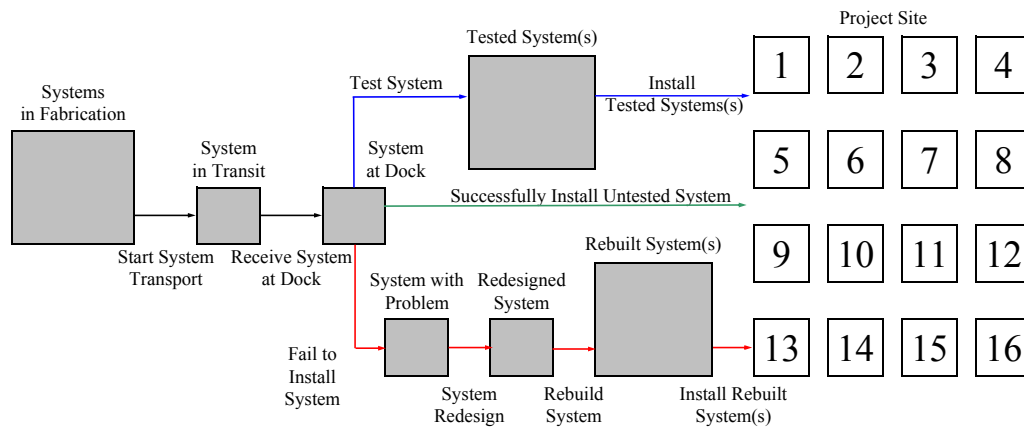 Project Site
Tested System(s)
1 2 3 4
Test System
Install
Tested Systems(s)
Systems
in Fabrication
System
in Transit
System
at Dock
5 6 7 8
Successfully Install Untested System
Start System
Transport
Receive System
at Dock
Rebuilt System(s)
9 10 11 12
System with
Problem
Redesigned
System
Fail to
Install
System
13 14 15 16
System
Redesign
Rebuild
System
Install Rebuilt
System(s)